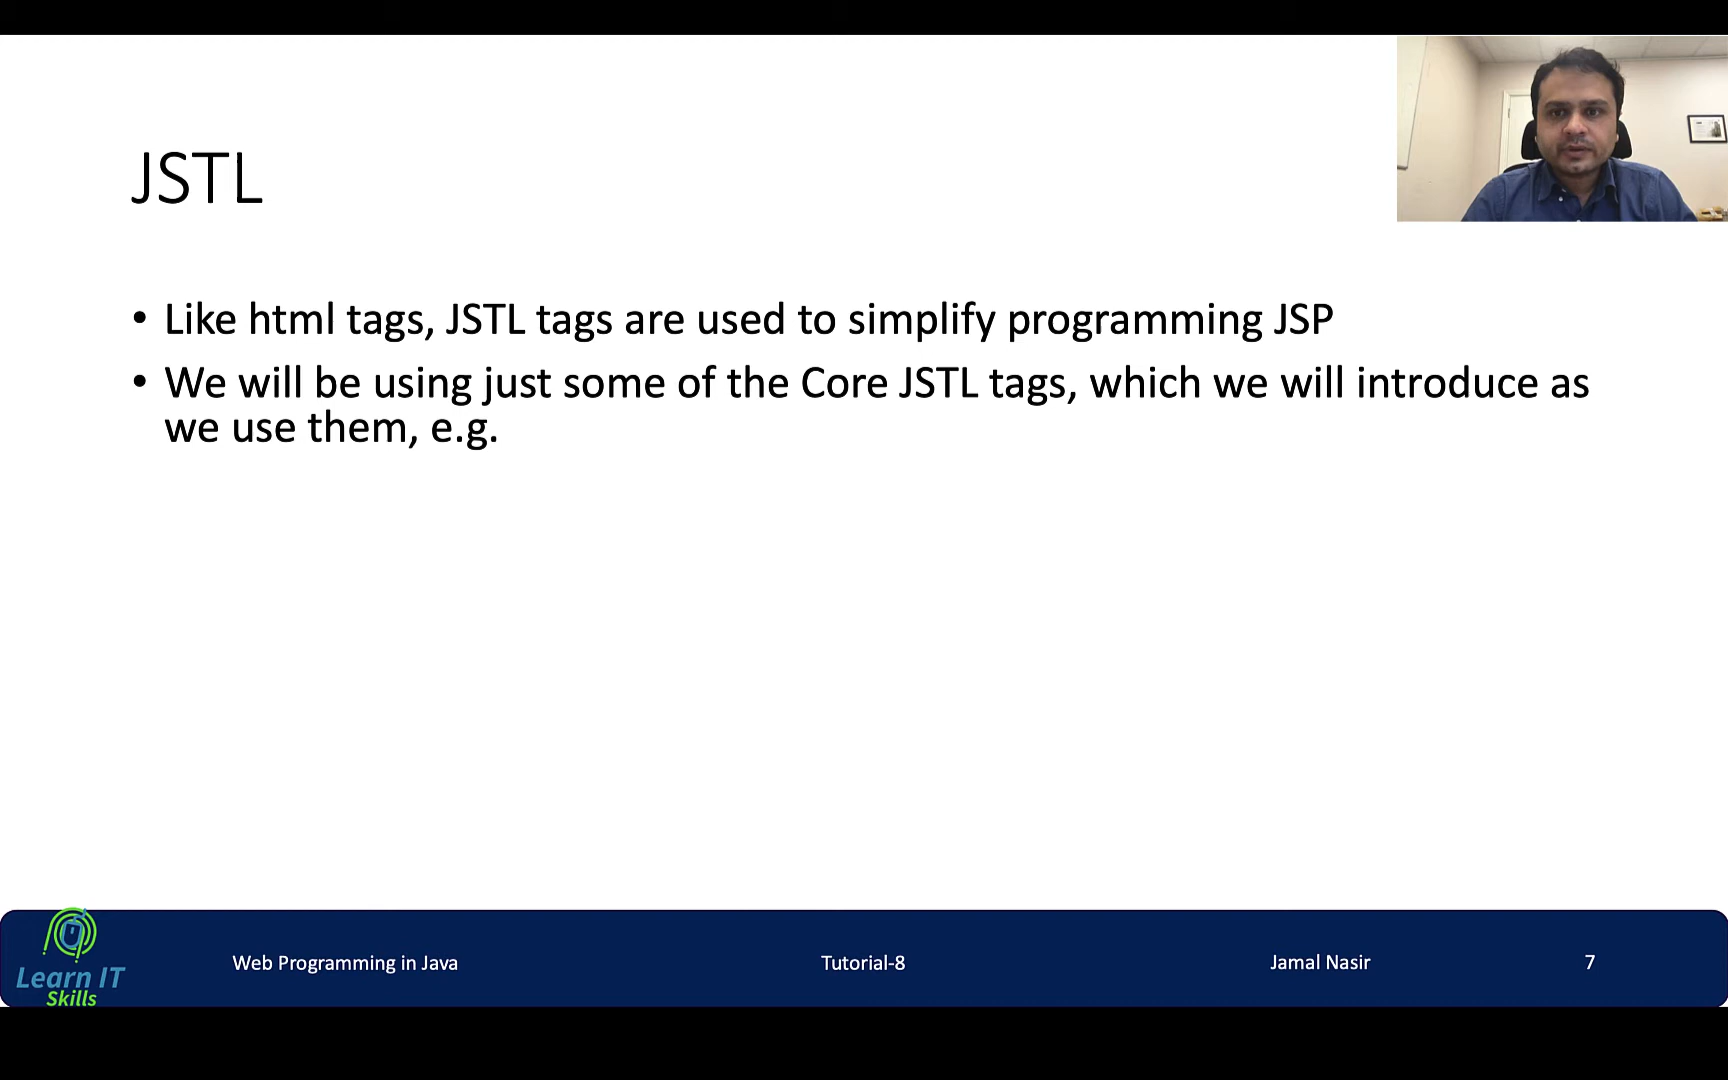 JSTL
• Like html tags, JSTL tags are used to simplify programming JSP
• We will be using just some of the Core JSTL tags, which we will introduce as
we use them, e.g.
Learn IT
Skills
Web Programming in Java
Tutorial-8
Jamal Nasir
7